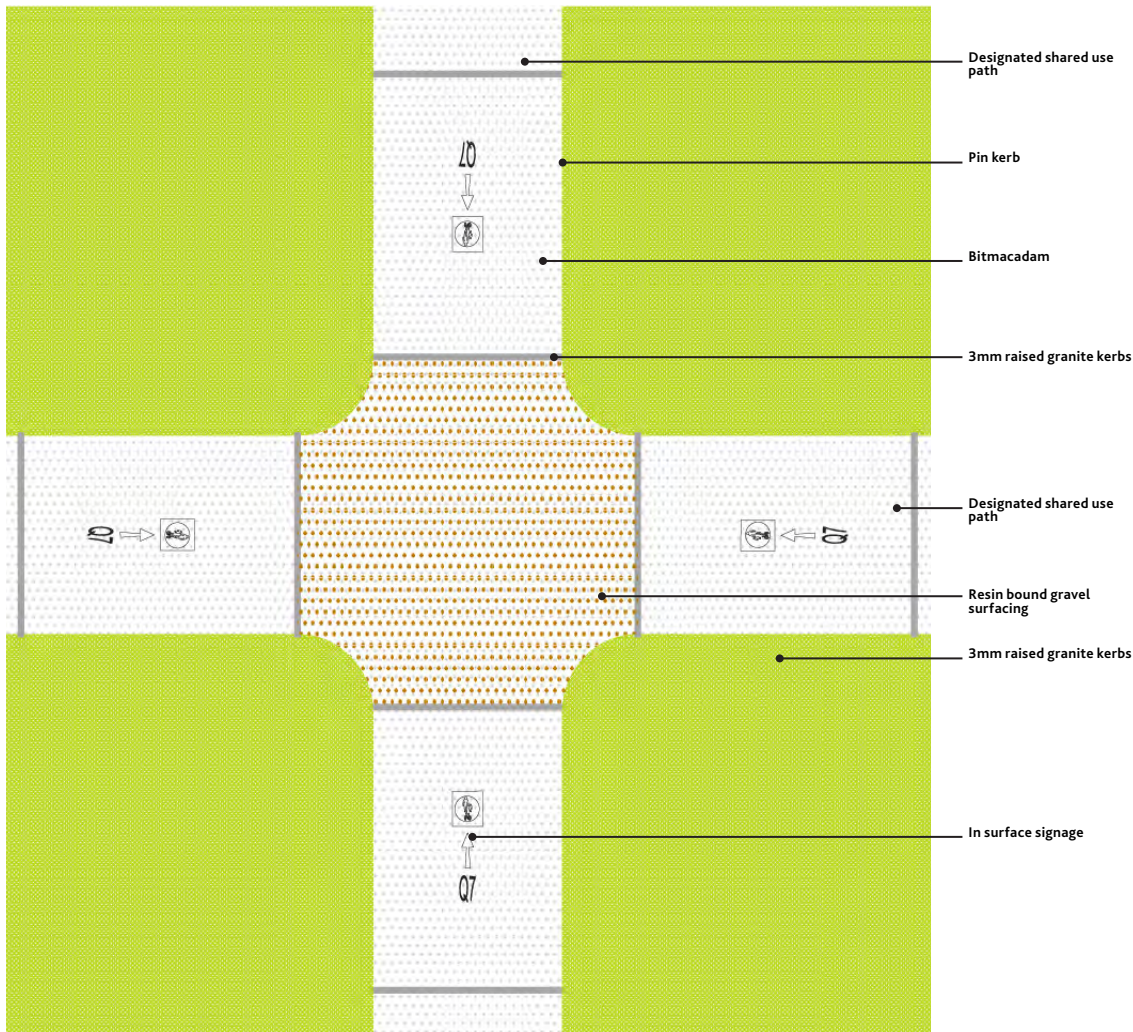 Designated shared use
path
Q7
Pin kerb
Bitmacadam
3mm raised granite kerbs
Q7
Q7
Designated shared use
path
Resin bound gravel
surfacing
3mm raised granite kerbs
In surface signage
Q7